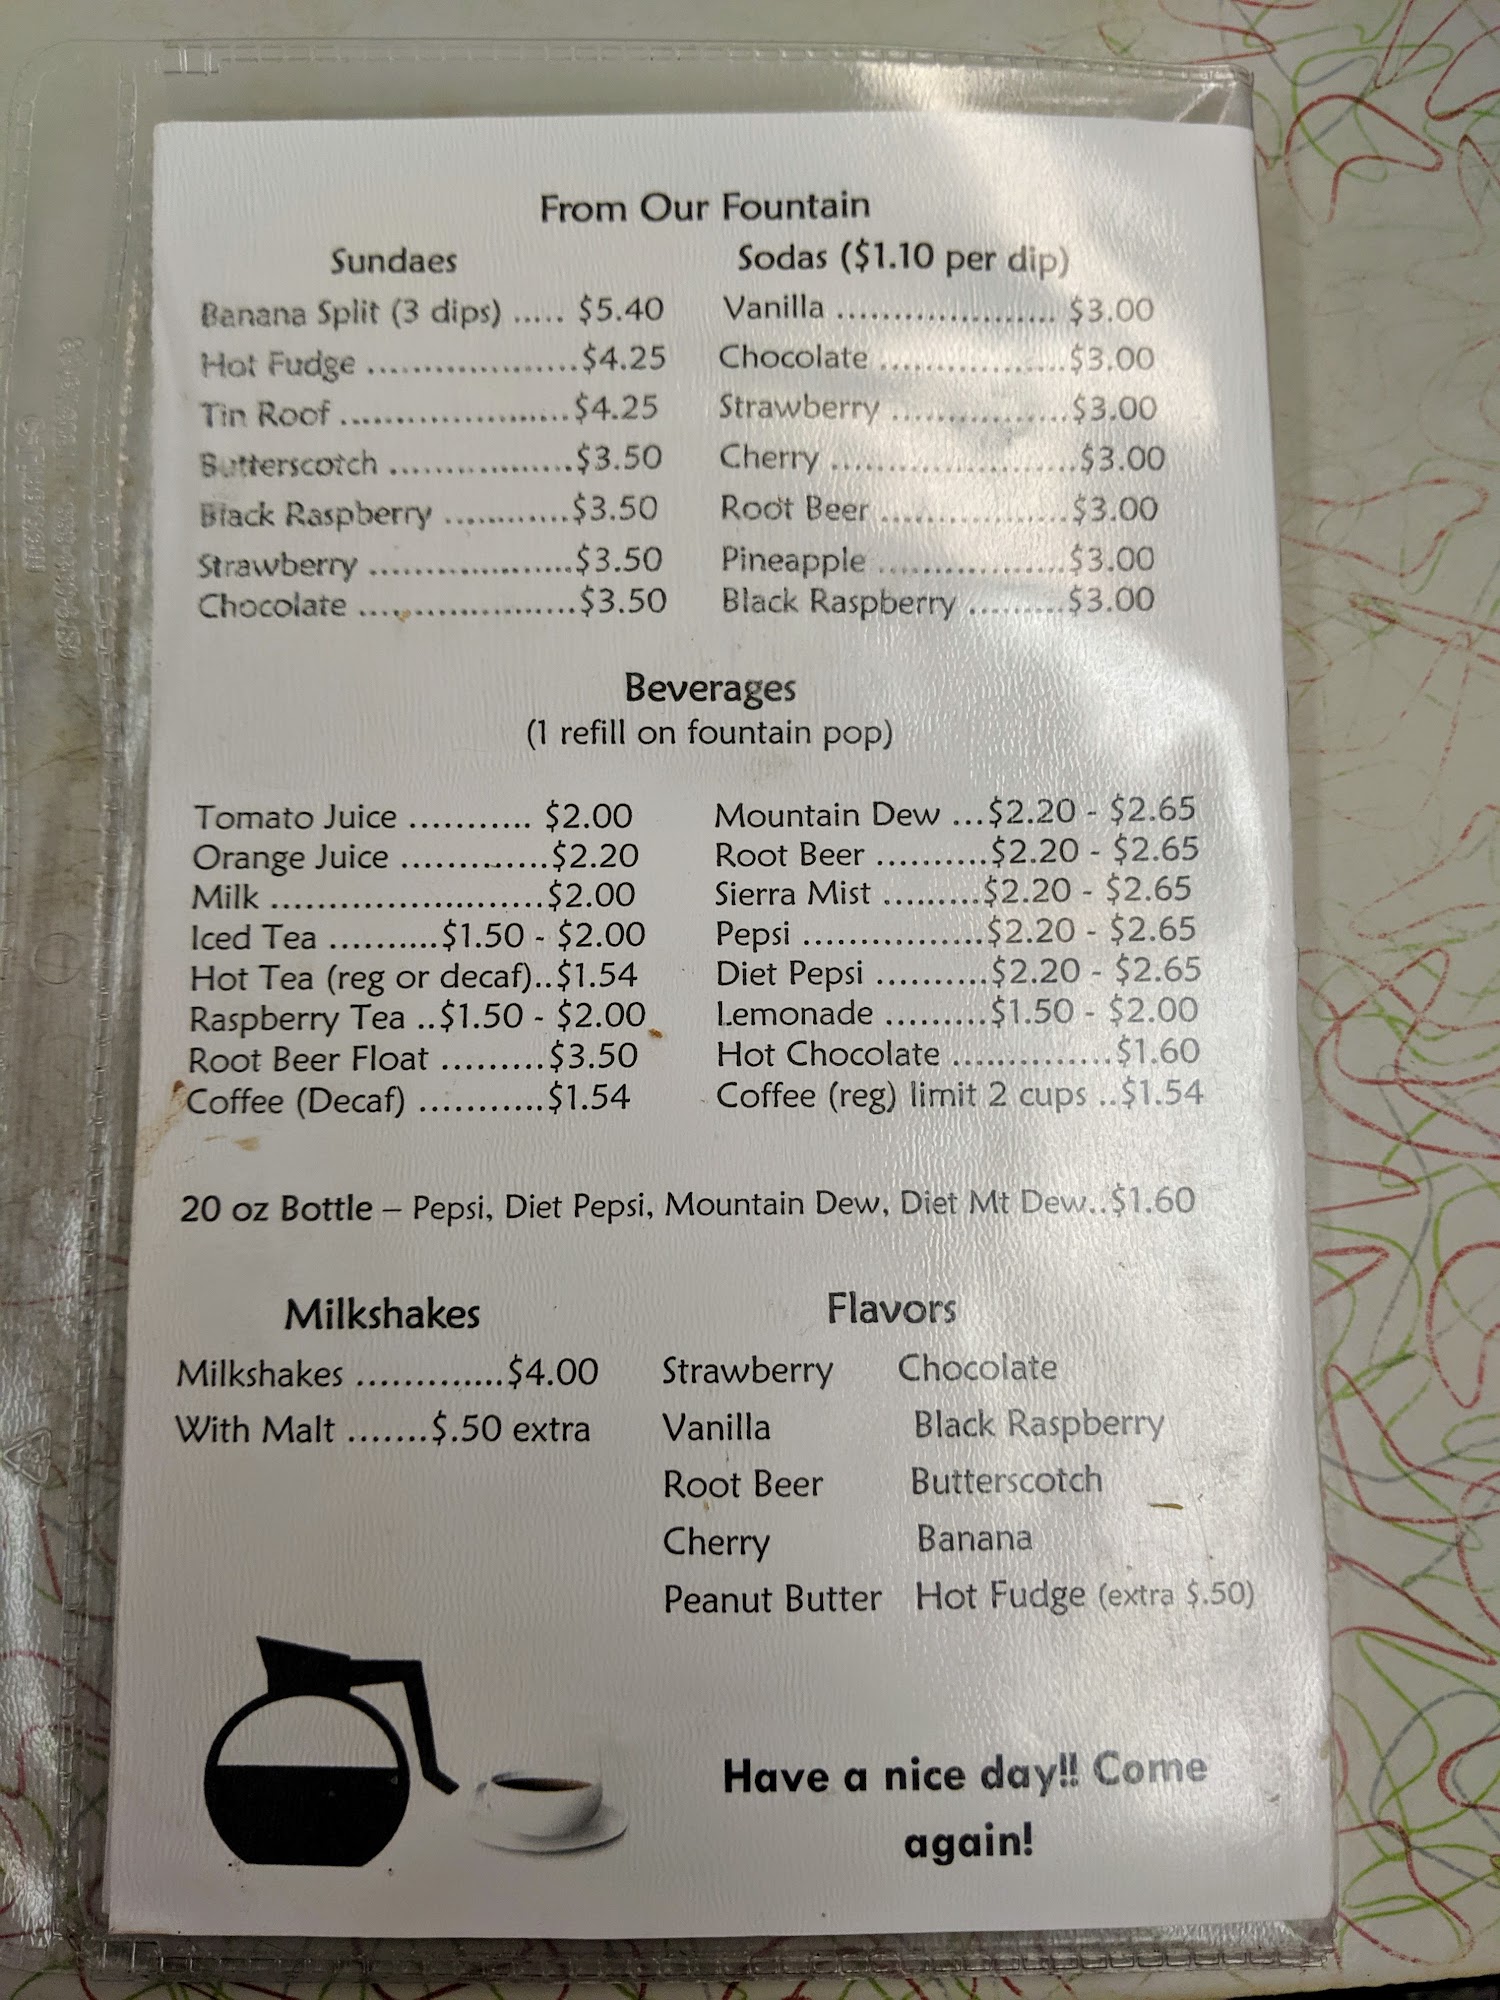 From Our Fountain
Sundaes
Banana Split (3 dips) ..... $5.40
Hot Fudge ...................$4.25
Tin Roof ....................$4.25
Butterscotch ................$3.50
Black Raspberry ...........$3.50
Strawberry ..................$3.50
Chocolate ...................$3.50
Sodas ($1.10 per dip)
Vanilla ................... $3.00
Chocolate ................$3.00
Strawberry ...............$3.00
Cherry .....................$3.00
Root Beer ................$3.00
Pineapple ................$3.00
Black Raspberry .........$3.00
Beverages
(1 refill on fountain pop)
Tomato Juice ........... $2.00
Orange Juice .............$2.20
Milk ........................$2.00
Iced Tea ..........$1.50 - $2.00
Hot Tea (reg or decaf)..$1.54
Raspberry Tea ..$1.50 - $2.00
Root Beer Float .........$3.50
Coffee (Decaf) ...........$1.54
Mountain Dew ...$2.20 - $2.65
Root Beer ..........$2.20 - $2.65
Sierra Mist .........$2.20 - $2.65
Pepsi ................$2.20 - $2.65
Diet Pepsi ..........$2.20 - $2.65
Lemonade .........$1.50 - $2.00
Hot Chocolate ..............$1.60
Coffee (reg) limit 2 cups ..$1.54
20 oz Bottle – Pepsi, Diet Pepsi, Mountain Dew, Diet Mt Dew..$1.60
Milkshakes
Milkshakes .............$4.00
With Malt .......$.50 extra
Flavors
Strawberry Chocolate
Vanilla Black Raspberry
Root Beer Butterscotch
Cherry Banana
Peanut Butter Hot Fudge (extra $.50)
Have a nice day!! Come
again!